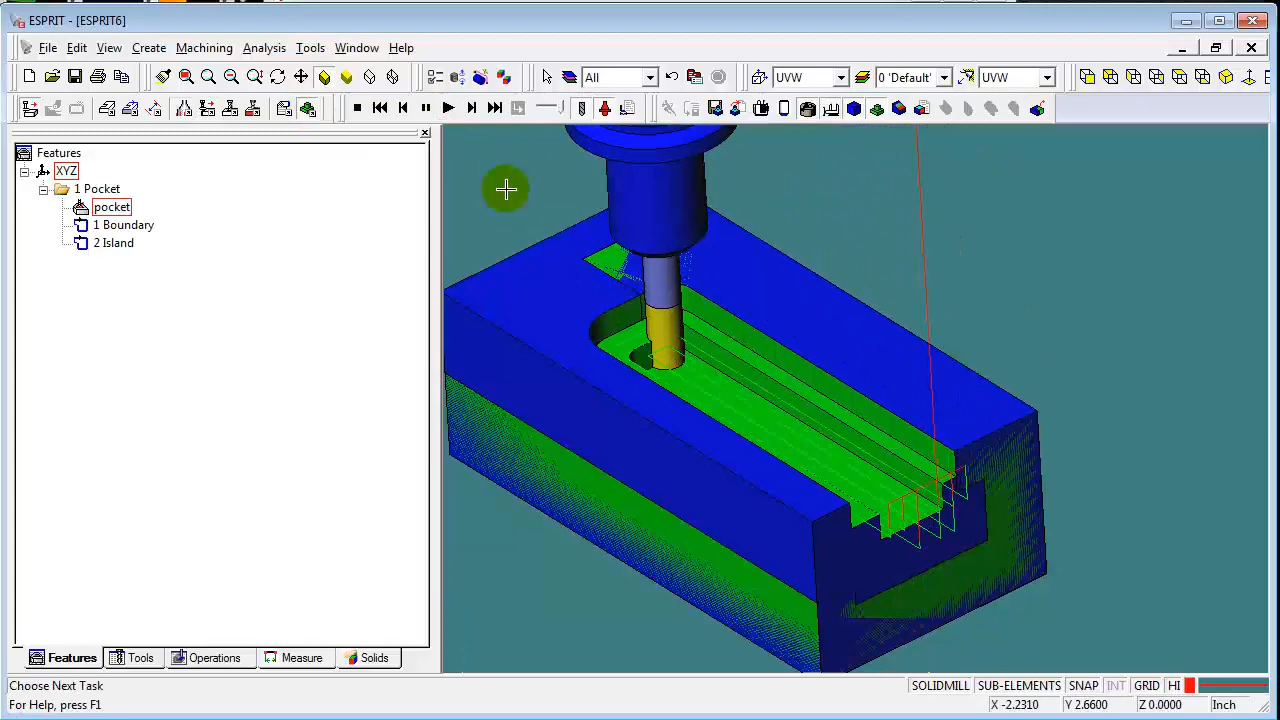 ESPRIT - [ESPRIT6]
File Edit View Create Machining Analysis Tools Window Help
All UVW 0 'Default' UVW
Features
XYZ
1 Pocket
pocket
1 Boundary
2 Island
Features Tools Operations Measure Solids
Choose Next Task SOLIDMILL SUB-ELEMENTS SNAP INT GRID HI
For Help, press F1 X -2.2310 Y 2.6600 Z 0.0000 Inch